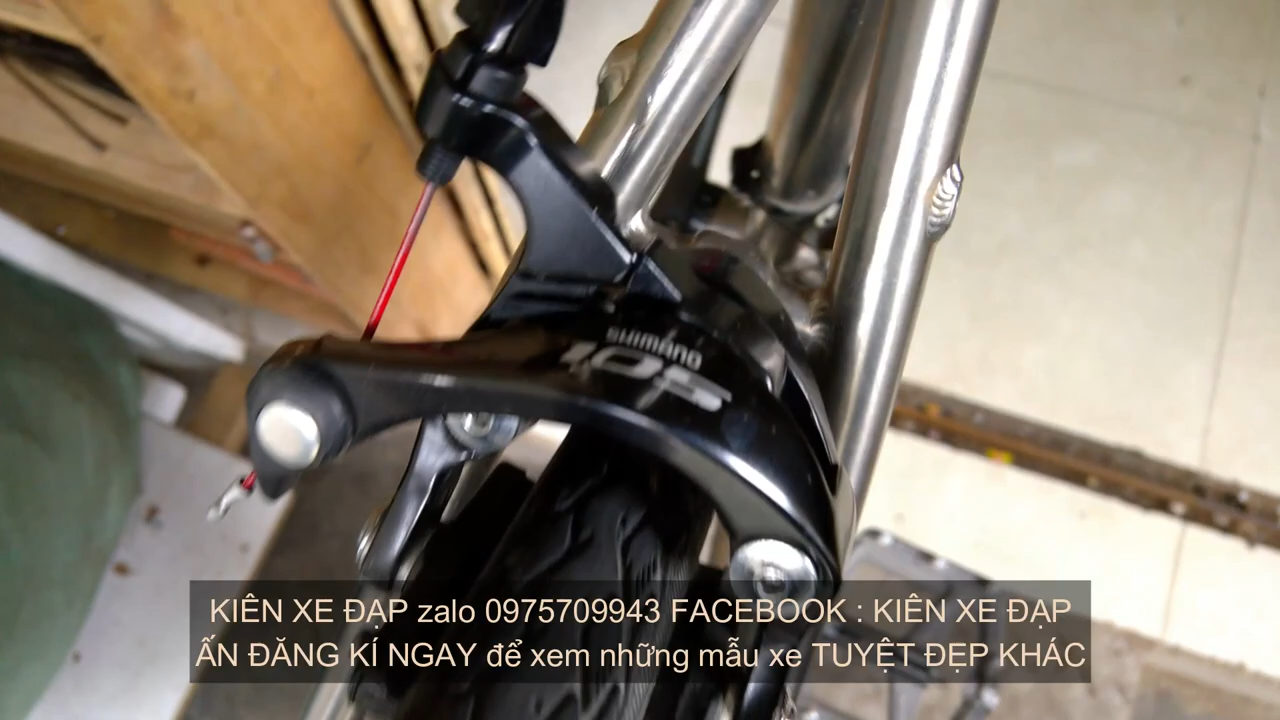 SHIMANO
105
KIÊN XE ĐẠP zalo 0975709943 FACEBOOK : KIÊN XE ĐẠP
ẤN ĐĂNG KÍ NGAY để xem những mẫu xe TUYỆT ĐẸP KHÁC